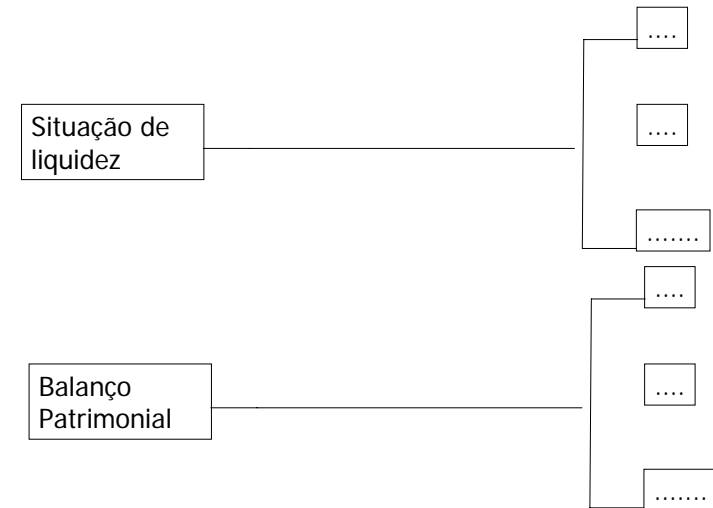 ....
Situação de
liquidez
....
.......
....
Balanço
Patrimonial
....
.......